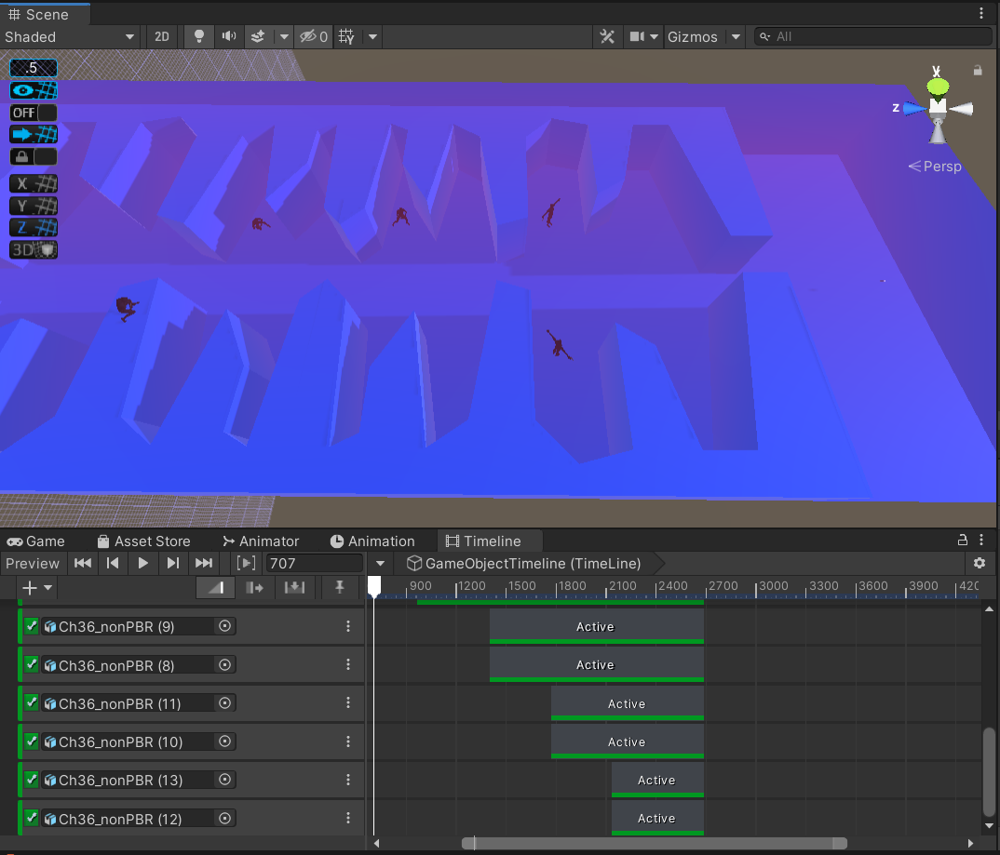 Scene
Shaded 2D 0 Gizmos All
.5
OFF
X
Y
Z
3D
y
z
Persp
Game Asset Store Animator Animation Timeline
Preview 707 GameObjectTimeline (TimeLine)
900 1200 1500 1800 2100 2400 2700 3000 3300 3600 3900 420
Ch36_nonPBR (9) Active
Ch36_nonPBR (8) Active
Ch36_nonPBR (11) Active
Ch36_nonPBR (10) Active
Ch36_nonPBR (13) Active
Ch36_nonPBR (12) Active